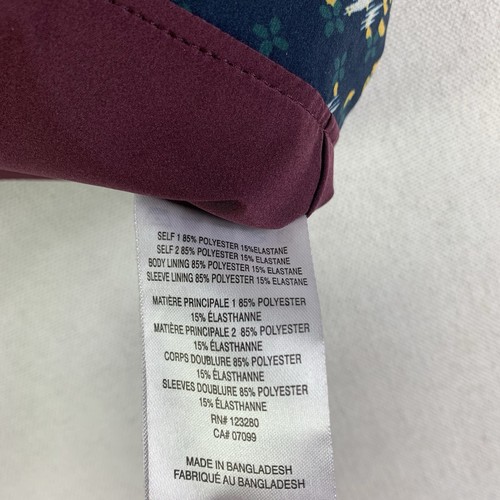 SELF 1 85% POLYESTER 15%ELASTANE
SELF 2 85% POLYESTER 15%ELASTANE
BODY LINING 85% POLYESTER 15% ELASTANE
SLEEVE LINING 85% POLYESTER 15% ELASTANE
MATIÈRE PRINCIPALE 1 85% POLYESTER
15% ÉLASTHANNE
MATIÈRE PRINCIPALE 2 85% POLYESTER
15% ÉLASTHANNE
CORPS DOUBLURE 85% POLYESTER
15% ÉLASTHANNE
SLEEVES DOUBLURE 85% POLYESTER
15% ÉLASTHANNE
RN# 123280
CA# 07099
MADE IN BANGLADESH
FABRIQUÉ AU BANGLADESH